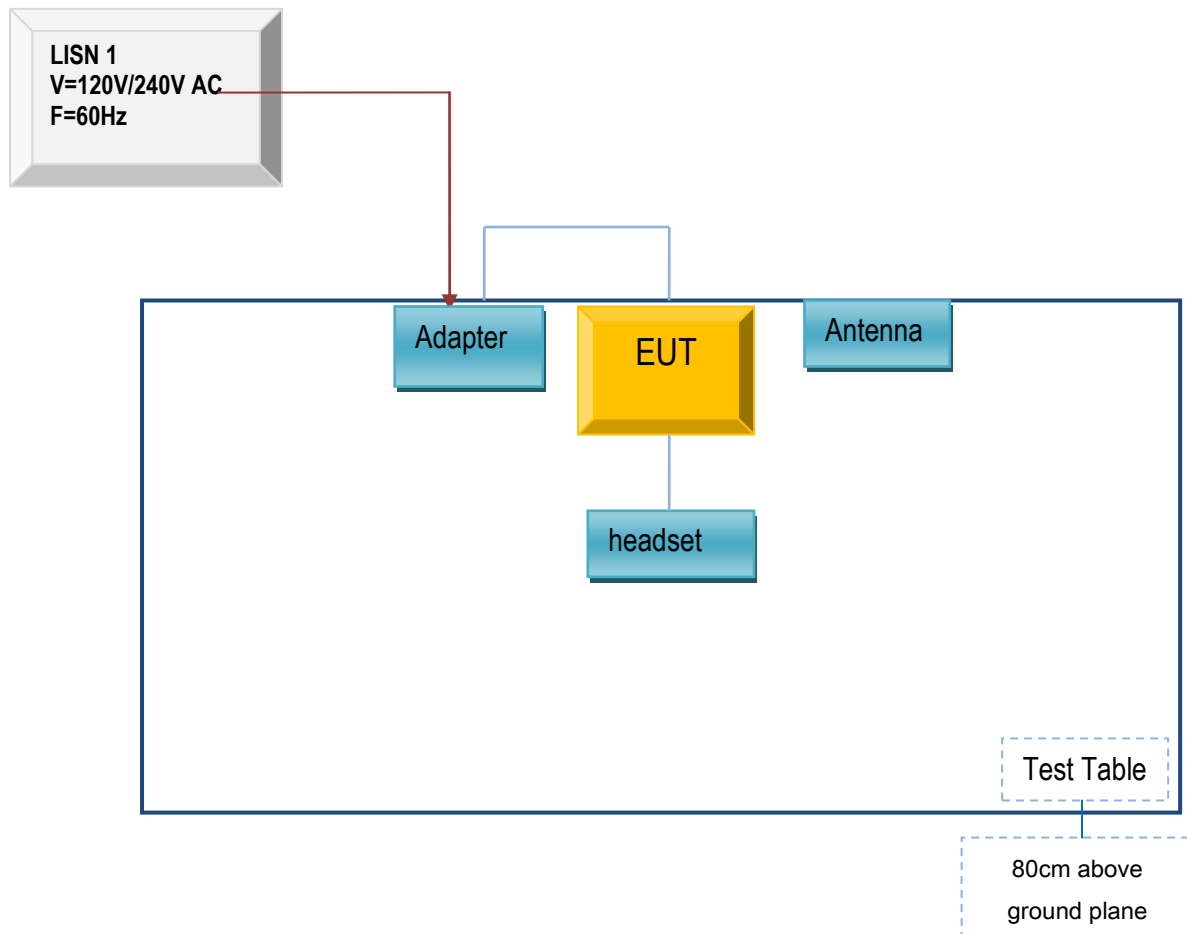 LISN 1
V=120V/240V AC
F=60Hz
Adapter
EUT
Antenna
headset
Test Table
80cm above
ground plane